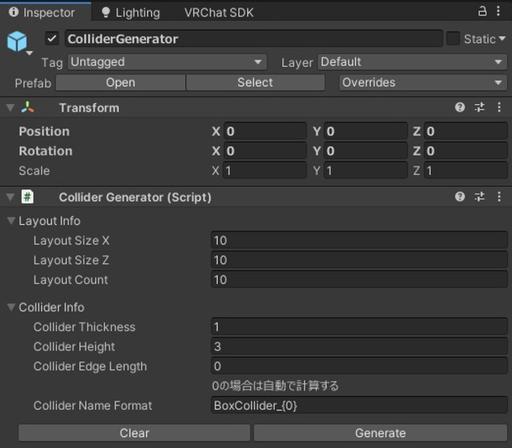 Inspector Lighting VRChat SDK
ColliderGenerator Static
Tag Untagged Layer Default
Prefab Open Select Overrides
Transform
Position X 0 Y 0 Z 0
Rotation X 0 Y 0 Z 0
Scale X 1 Y 1 Z 1
# Collider Generator (Script)
Layout Info
Layout Size X 10
Layout Size Z 10
Layout Count 10
Collider Info
Collider Thickness 1
Collider Height 3
Collider Edge Length 0
0の場合は自動で計算する
Collider Name Format BoxCollider_{0}
Clear Generate